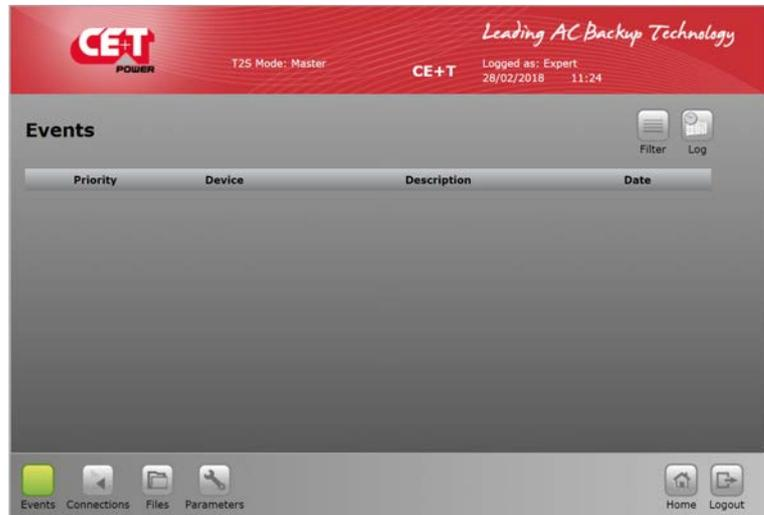 CE+T
POWER
Leading AC Backup Technology
T2S Mode: Master
CE+T
Logged as: Expert
28/02/2018 11:24
Events
Filter Log
Priority Device Description Date
Events Connections Files Parameters Home Logout